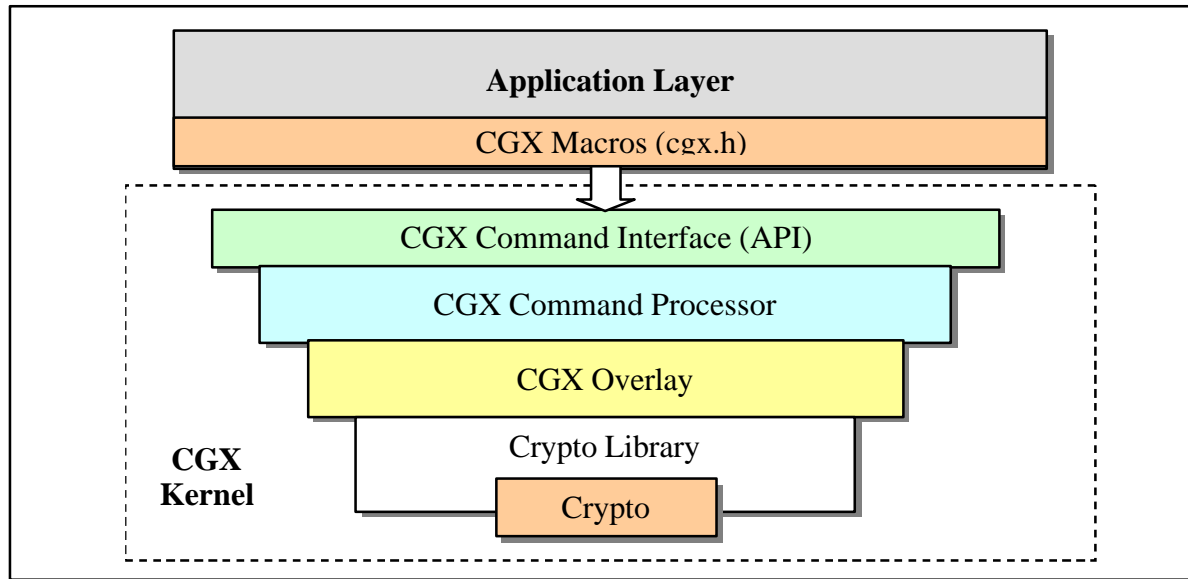 Application Layer
CGX Macros (cgx.h)
CGX Command Interface (API)
CGX Command Processor
CGX Overlay
Crypto Library
CGX
Kernel
Crypto